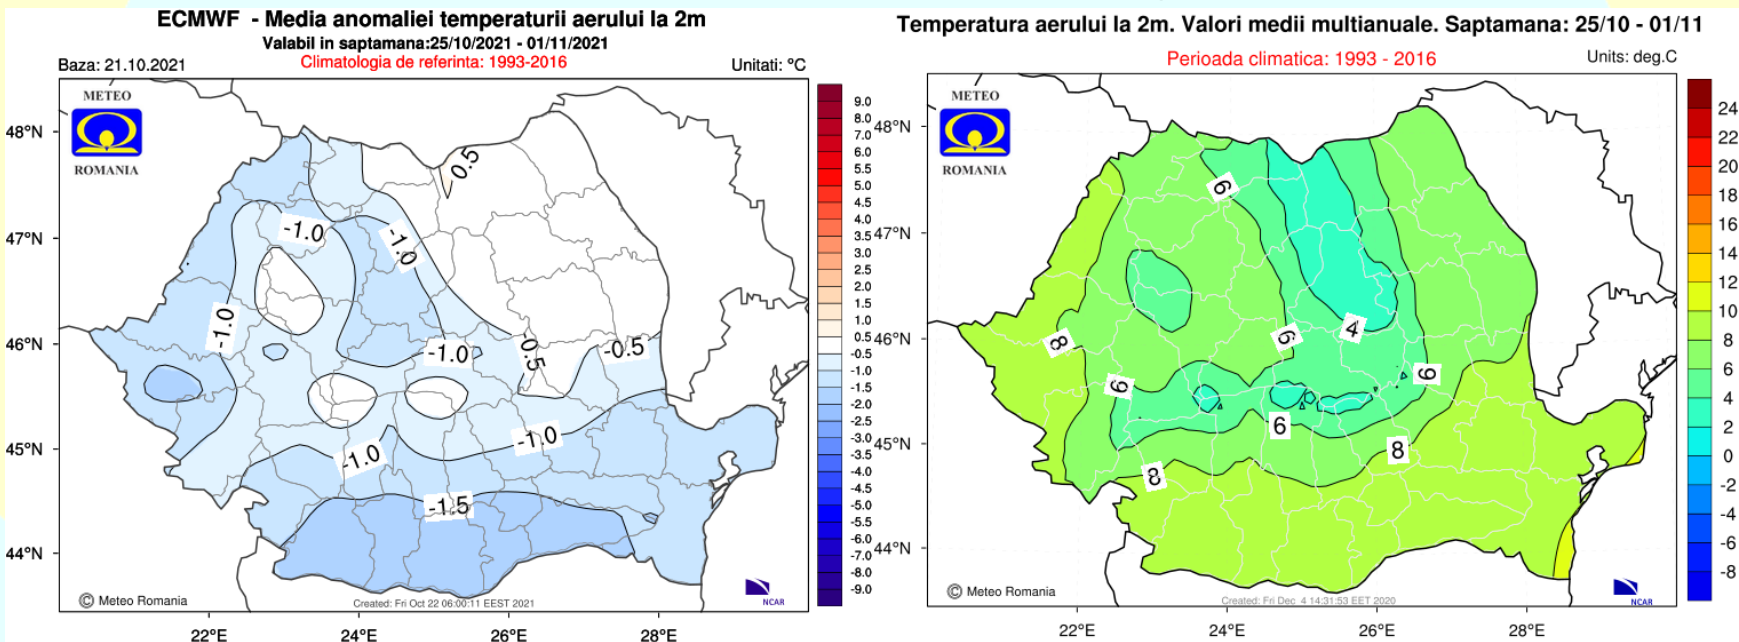 ECMWF - Media anomaliei temperaturii aerului la 2m
Valabil in saptamana:25/10/2021 - 01/11/2021
Baza: 21.10.2021
Climatologia de referinta: 1993-2016
Unitati: ºC
METEO
ROMANIA
48°N
47°N
46°N
45°N
44°N
0.5
-1.0
-1.0
-1.0
-1.0
-0.5
-0.5
-1.0
-1.0
-1.5
9.0
8.0
7.0
6.0
5.5
5.0
4.5
4.0
3.5
3.0
2.5
2.0
1.5
1.0
0.5
-0.5
-1.0
-1.5
-2.0
-2.5
-3.0
-3.5
-4.0
-4.5
-5.0
-5.5
-6.0
-7.0
-8.0
-9.0
© Meteo Romania
Created: Fri Oct 22 06:00:11 EEST 2021
NCAR
22°E
24°E
26°E
28°E
Temperatura aerului la 2m. Valori medii multianuale. Saptamana: 25/10 - 01/11
Perioada climatica: 1993 - 2016
Units: deg.C
METEO
ROMANIA
48°N
47°N
46°N
45°N
44°N
6
8
6
4
6
6
6
8
8
24
22
20
18
16
14
12
10
8
6
4
2
0
-2
-4
-6
-8
© Meteo Romania
Created: Fri Dec 4 14:31:53 EET 2020
NCAR
22°E
24°E
26°E
28°E